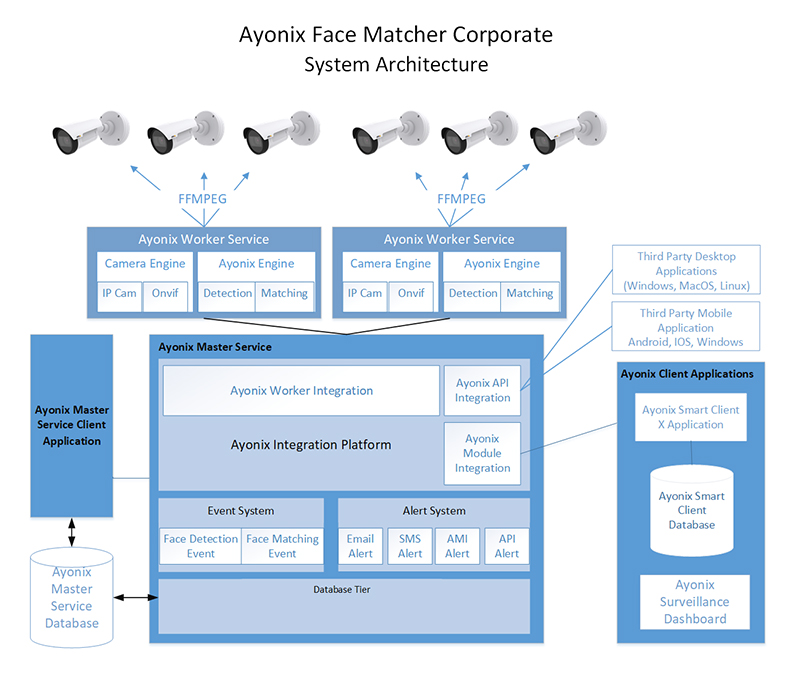 Ayonix Face Matcher Corporate
System Architecture
FFMPEG
FFMPEG
Ayonix Worker Service
Camera Engine
Ayonix Engine
IP Cam
Onvif
Detection
Matching
Ayonix Worker Service
Camera Engine
Ayonix Engine
IP Cam
Onvif
Detection
Matching
Third Party Desktop
Applications
(Windows, MacOS, Linux)
Third Party Mobile
Application
Android, IOS, Windows
Ayonix Master
Service Client
Application
Ayonix Master Service
Ayonix Worker Integration
Ayonix API
Integration
Ayonix Integration Platform
Ayonix
Module
Integration
Event System
Face Detection
Event
Face Matching
Event
Alert System
Email
Alert
SMS
Alert
AMI
Alert
API
Alert
Database Tier
Ayonix
Master
Service
Database
Ayonix Client Applications
Ayonix Smart Client
X Application
Ayonix Smart
Client
Database
Ayonix
Surveillance
Dashboard